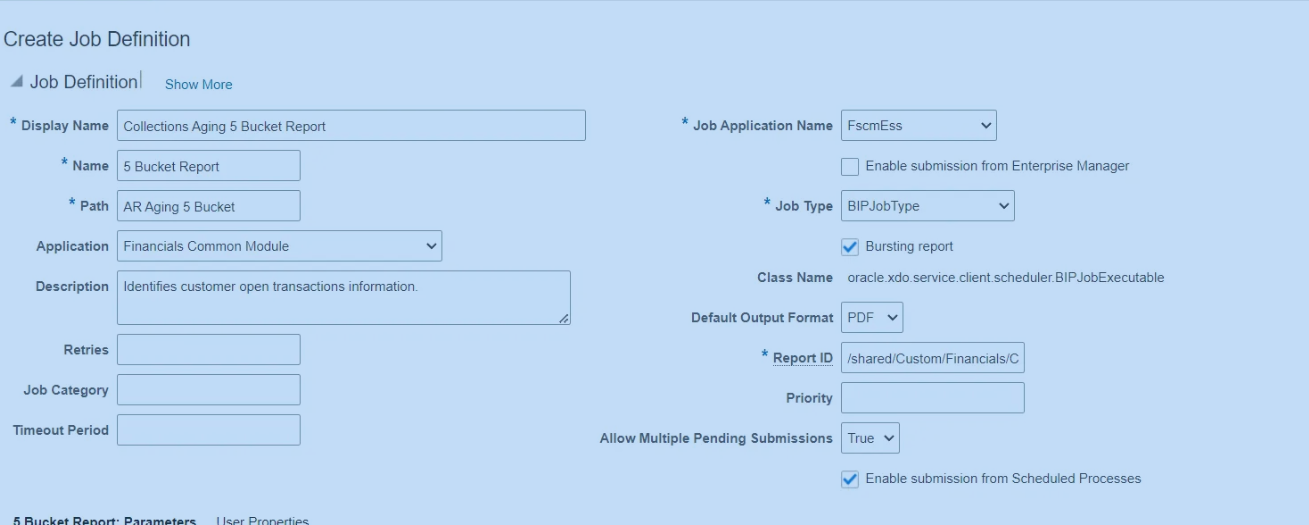 Create Job Definition
Job Definition Show More
* Display Name Collections Aging 5 Bucket Report
* Name 5 Bucket Report
* Path AR Aging 5 Bucket
Application Financials Common Module
Description Identifies customer open transactions information.
Retries
Job Category
Timeout Period
* Job Application Name FscmEss
Enable submission from Enterprise Manager
* Job Type BIPJobType
Bursting report
Class Name oracle.xdo.service.client.scheduler.BIPJobExecutable
Default Output Format PDF
* Report ID /shared/Custom/Financials/C
Priority
Allow Multiple Pending Submissions True
Enable submission from Scheduled Processes
5 Bucket Report: Parameters User Properties